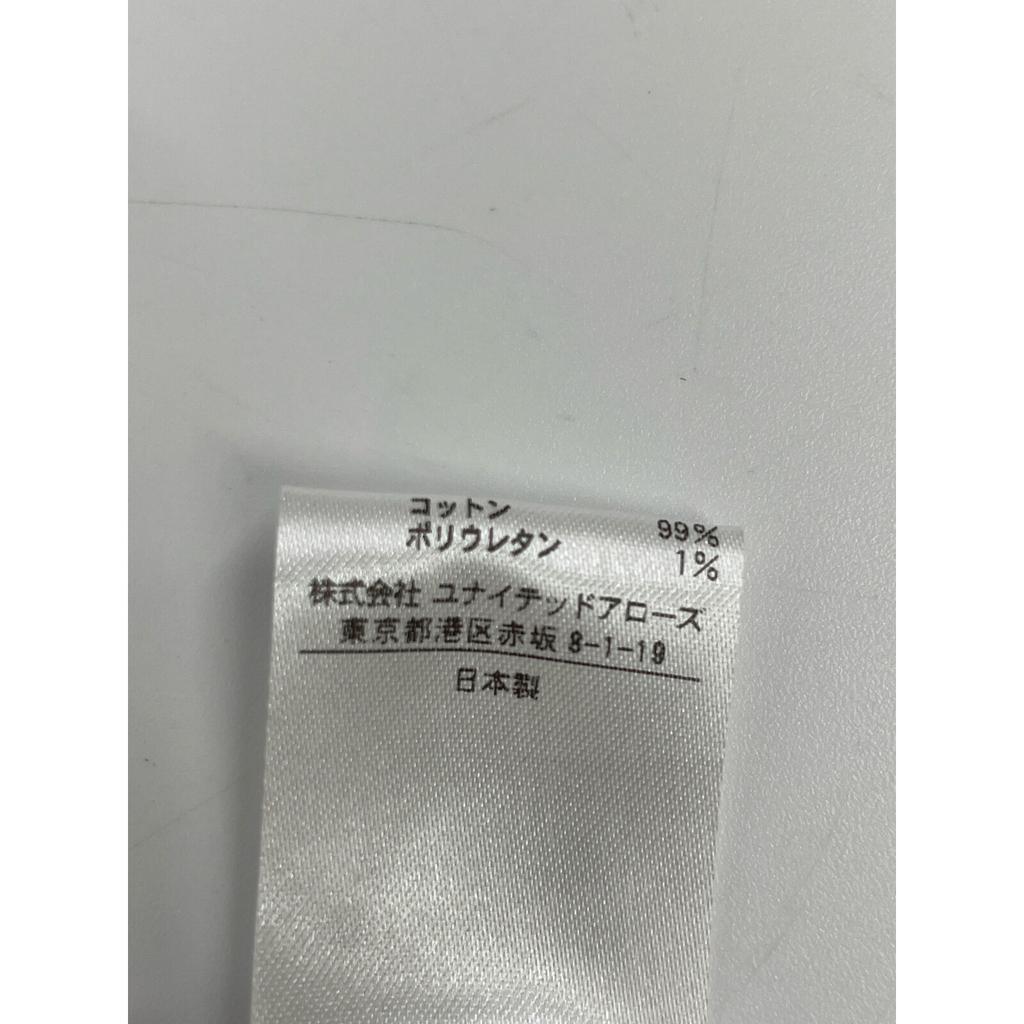 コットン 99%
ポリウレタン 1%
株式会社 ユナイテッドアローズ
東京都港区赤坂 8-1-19
日本製